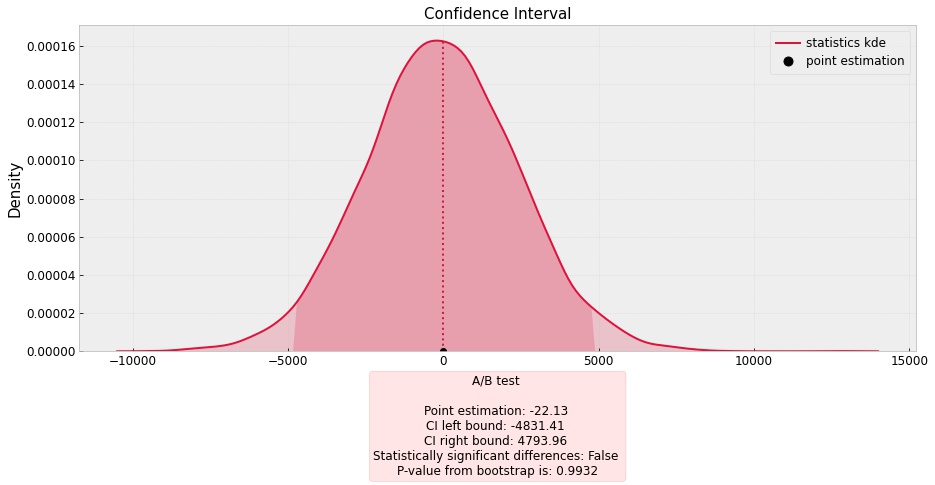 Confidence Interval
statistics kde
point estimation
Density
0.00016
0.00014
0.00012
0.00010
0.00008
0.00006
0.00004
0.00002
0.00000
−10000
−5000
0
5000
10000
15000
A/B test
Point estimation: -22.13
CI left bound: -4831.41
CI right bound: 4793.96
Statistically significant differences: False
P-value from bootstrap is: 0.9932